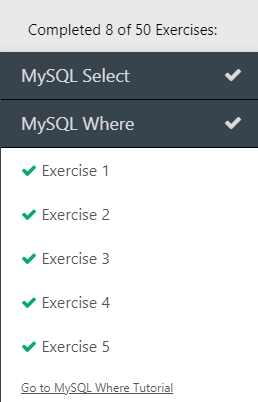 Completed 8 of 50 Exercises:
MySQL Select
MySQL Where
Exercise 1
Exercise 2
Exercise 3
Exercise 4
Exercise 5
Go to MySQL Where Tutorial